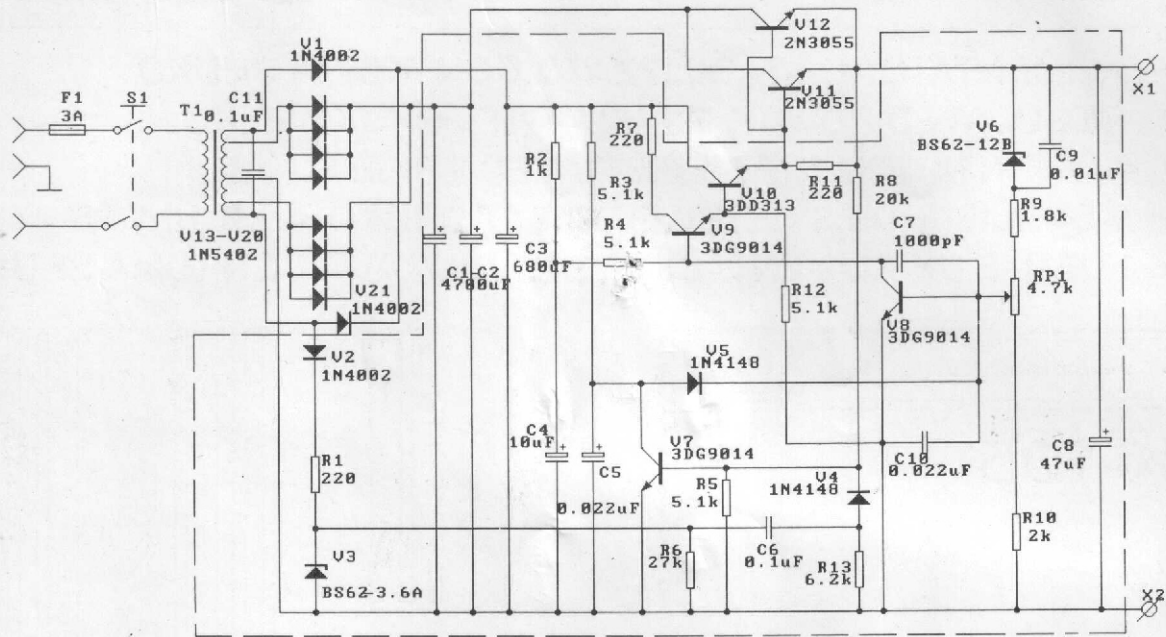 V12
2N3055
V1
1N4002
F1
3A
S1
T1
C11
0.1uF
V11
2N3055
X1
R7
220
V6
BS62-12B
C9
0.01uF
R2
1k
R3
5.1k
V10
3DD313
R11
220
R8
20k
R9
1.8k
V9
3DG9014
R4
5.1k
C7
1000pF
V13-V20
1N5402
C3
C1-C2
4700uF
RP1
4.7k
R12
5.1k
V21
1N4002
V8
3DG9014
V2
1N4002
V5
1N4148
C4
10uF
V7
3DG9014
C8
47uF
C10
0.022uF
R1
220
C5
0.022uF
R5
5.1k
V4
1N4148
R10
2k
V3
BS62-3.6A
R6
27k
C6
0.1uF
R13
6.2k
X2